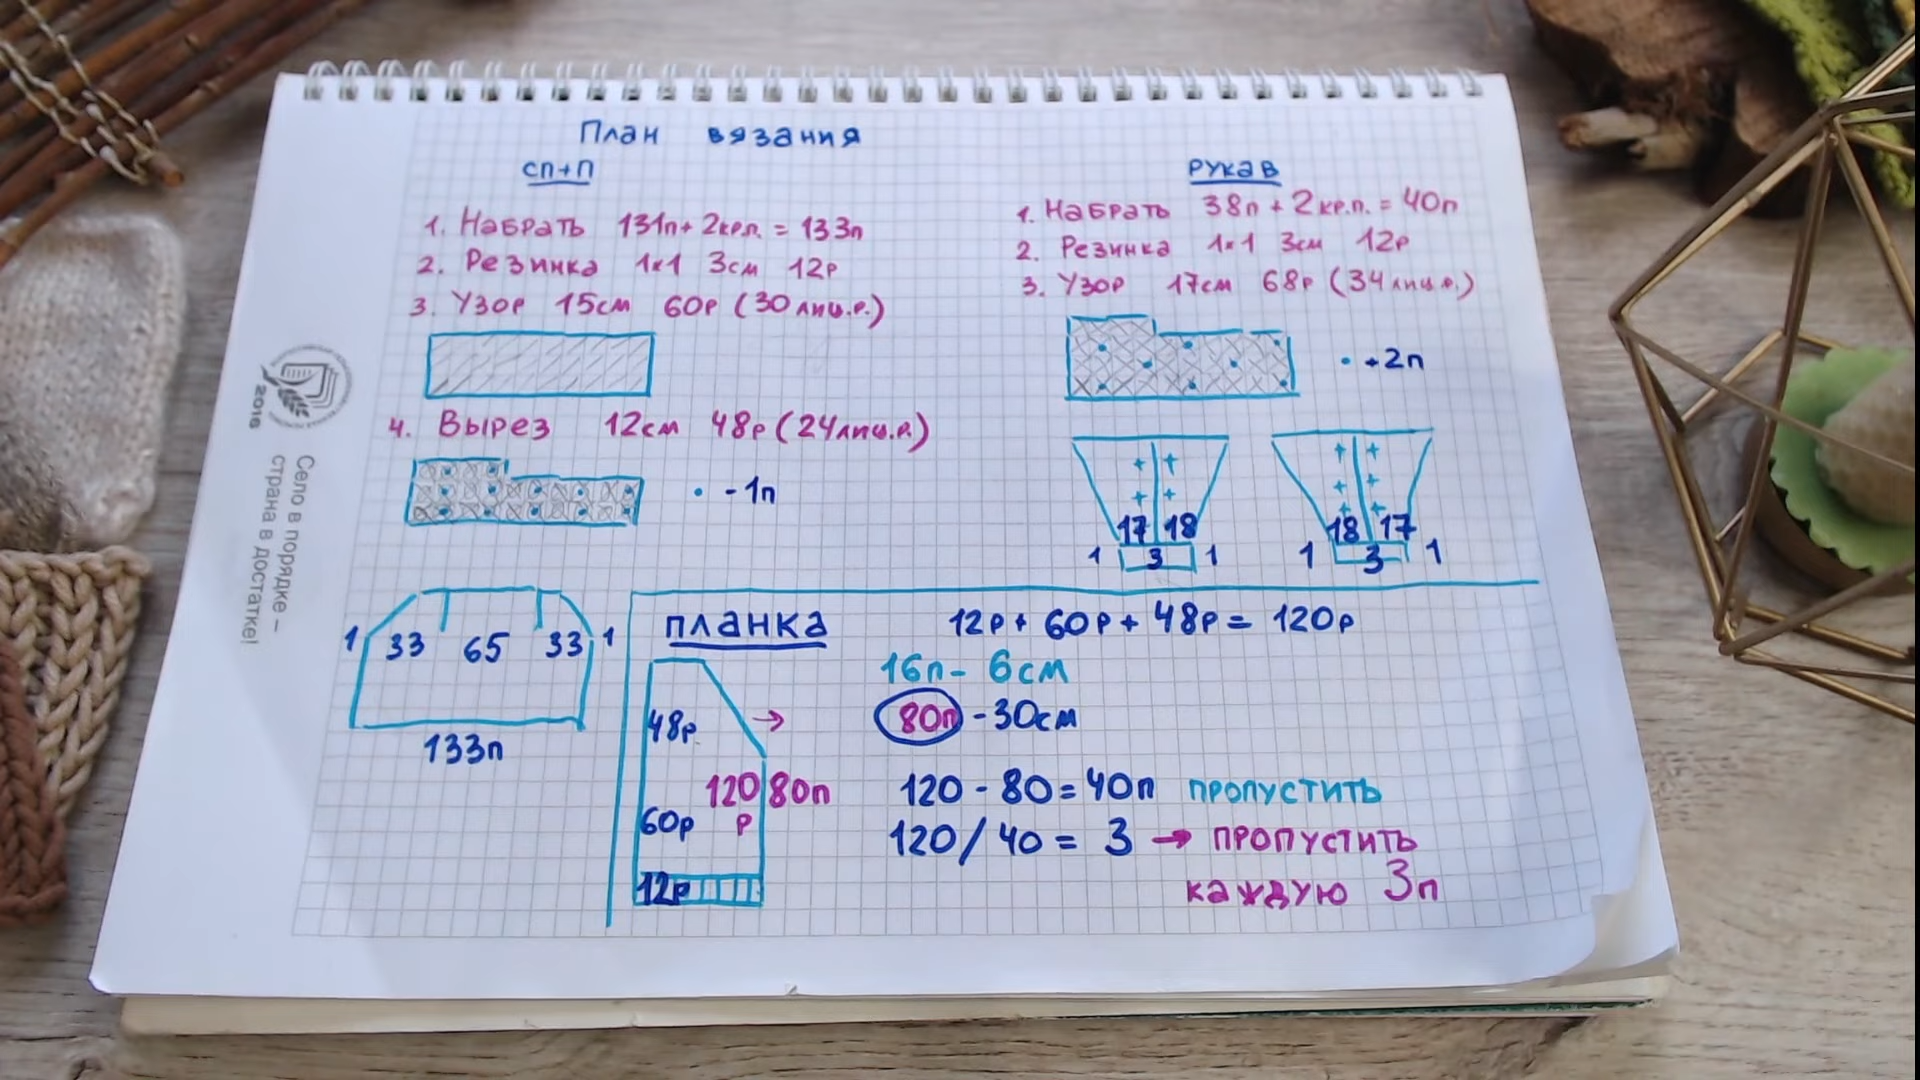 План вязания
сп+п
1. Набрать 131п+2кр.п. = 133п
2. Резинка 1х1 3см 12р
3. Узор 15см 60р (30 лиц.р.)
4. Вырез 12см 48р (24 лиц.р.)
• -1п
1 33 65 33 1
133п
рукав
1. Набрать 38п + 2кр.п. = 40п
2. Резинка 1х1 3см 12р
3. Узор 17см 68р (34 лиц.р.)
• +2п
17 18
1 3 1
18 17
1 3 1
планка
12р + 60р + 48р = 120р
16п - 6см
80п - 30см
48р →
120 80п
р
60р
12р
120 - 80 = 40п пропустить
120/40 = 3 → пропустить
каждую 3п
2016
Село в порядке –
страна в достатке!